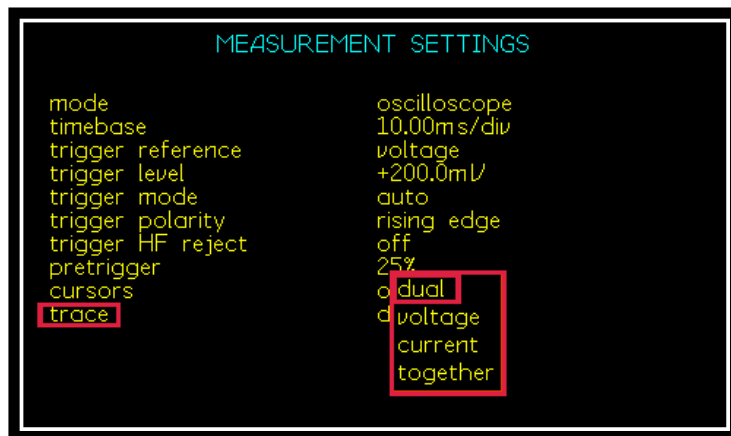 MEASUREMENT SETTINGS
mode oscilloscope
timebase 10.00ms/div
trigger reference voltage
trigger level +200.0mV
trigger mode auto
trigger polarity rising edge
trigger HF reject off
pretrigger 25%
cursors o
trace d
dual
voltage
current
together